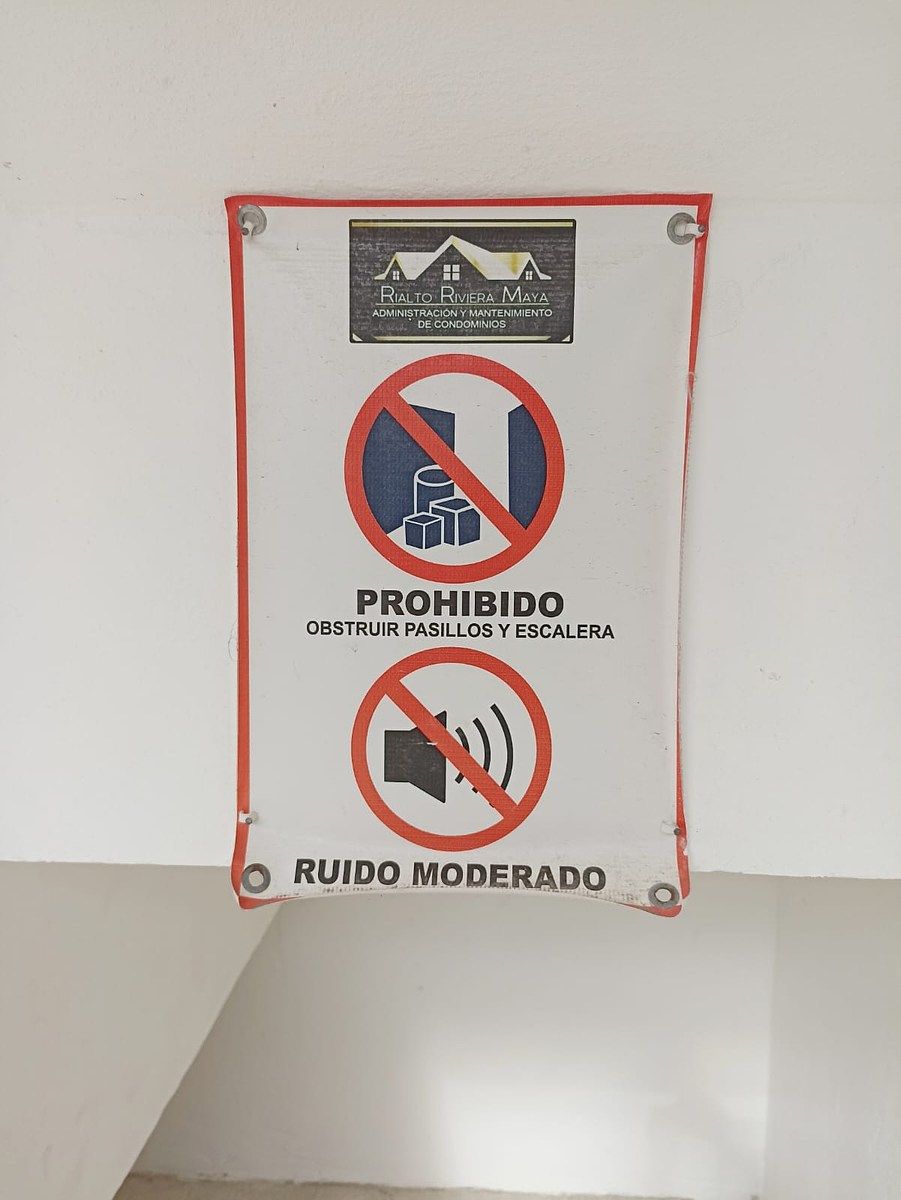 RIALTO RIVIERA MAYA
ADMINISTRACIÓN Y MANTENIMIENTO
DE CONDOMINIOS
PROHIBIDO
OBSTRUIR PASILLOS Y ESCALERA
RUIDO MODERADO